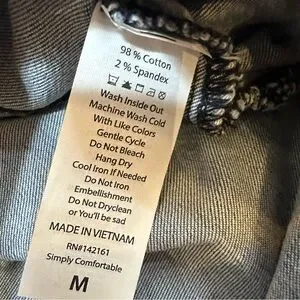 98 % Cotton
2 % Spandex
Wash Inside Out
Machine Wash Cold
With Like Colors
Gentle Cycle
Do Not Bleach
Hang Dry
Cool Iron If Needed
Do Not Iron
Embellishment
Do Not Dryclean
or You'll be sad
MADE IN VIETNAM
RN#142161
Simply Comfortable
M